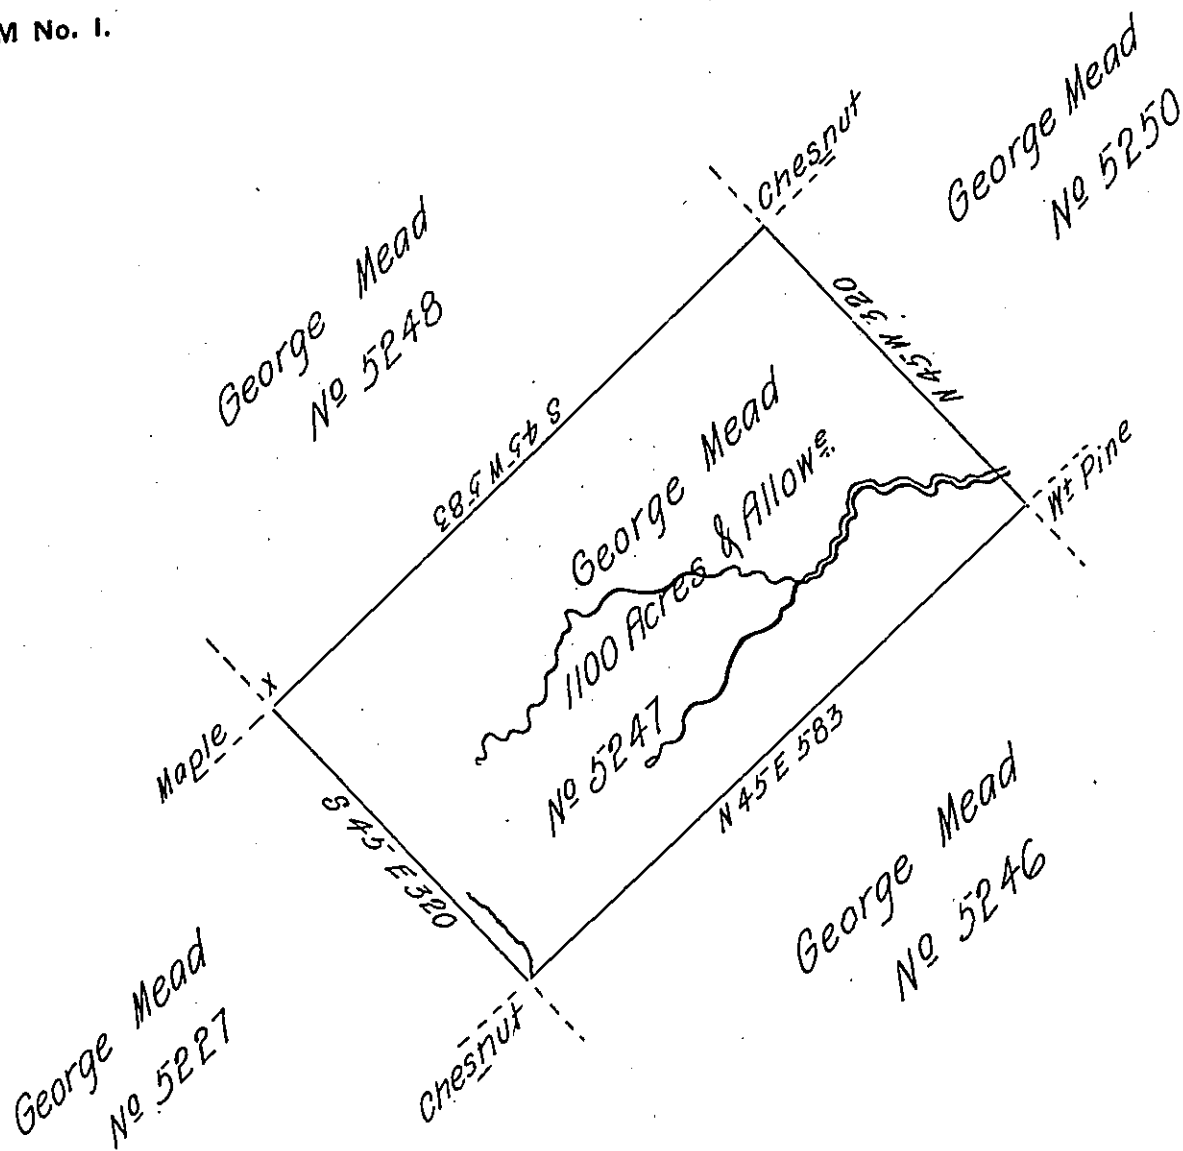 M No. 1.
George Mead
No 5250
Chesnut
George Mead
No 5248
N 45 W 320
S 45 W 583
George Mead
1100 Acres & Allowe.
No 5247
Wt Pine
X
Maple
S 45 E 320
N 45 E 583
George Mead
No 5246
George Mead
No 5227
Chesnut